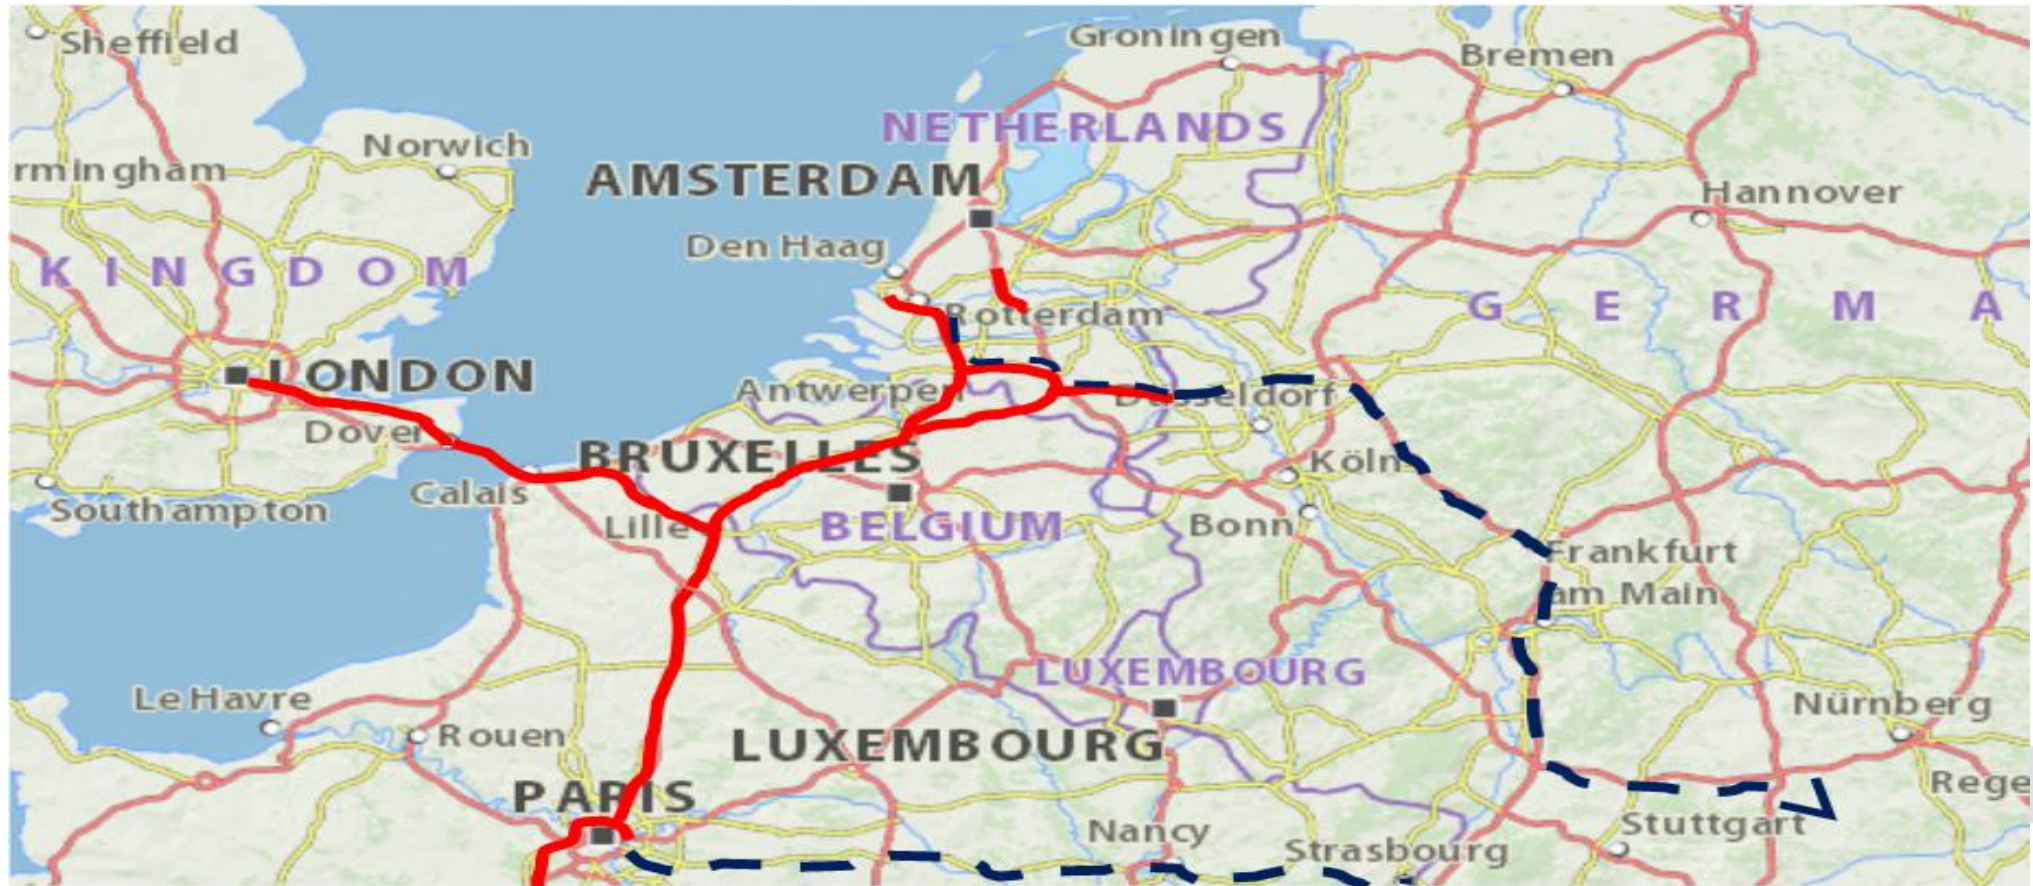 Sheffield
Groningen
Bremen
NETHERLANDS
Norwich
rmingham
AMSTERDAM
Hannover
Den Haag
KINGDOM
GERMA
Rotterdam
LONDON
Antwerpen
Düsseldorf
Dover
BRUXELLES
Köln
Calais
Southampton
Lille
BELGIUM
Bonn
Frankfurt
am Main
LUXEMBOURG
Le Havre
Nürnberg
Rouen
LUXEMBOURG
PARIS
Rege
Nancy
Stuttgart
Strasbourg